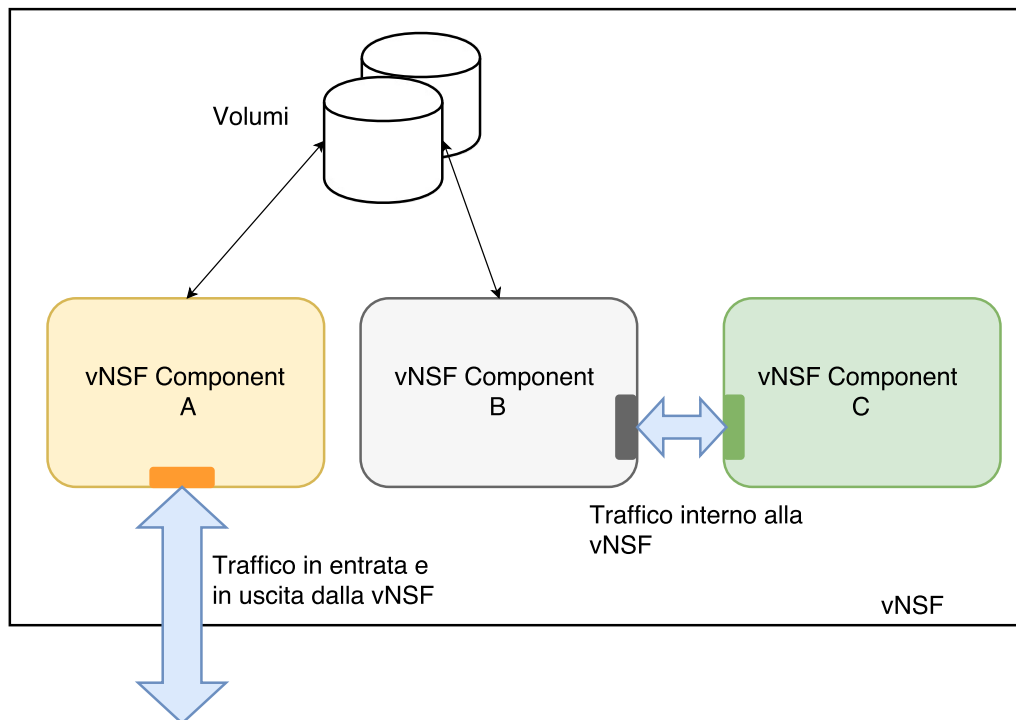 Volumi
vNSF Component
A
vNSF Component
B
vNSF Component
C
Traffico interno alla
vNSF
Traffico in entrata e
in uscita dalla vNSF
vNSF